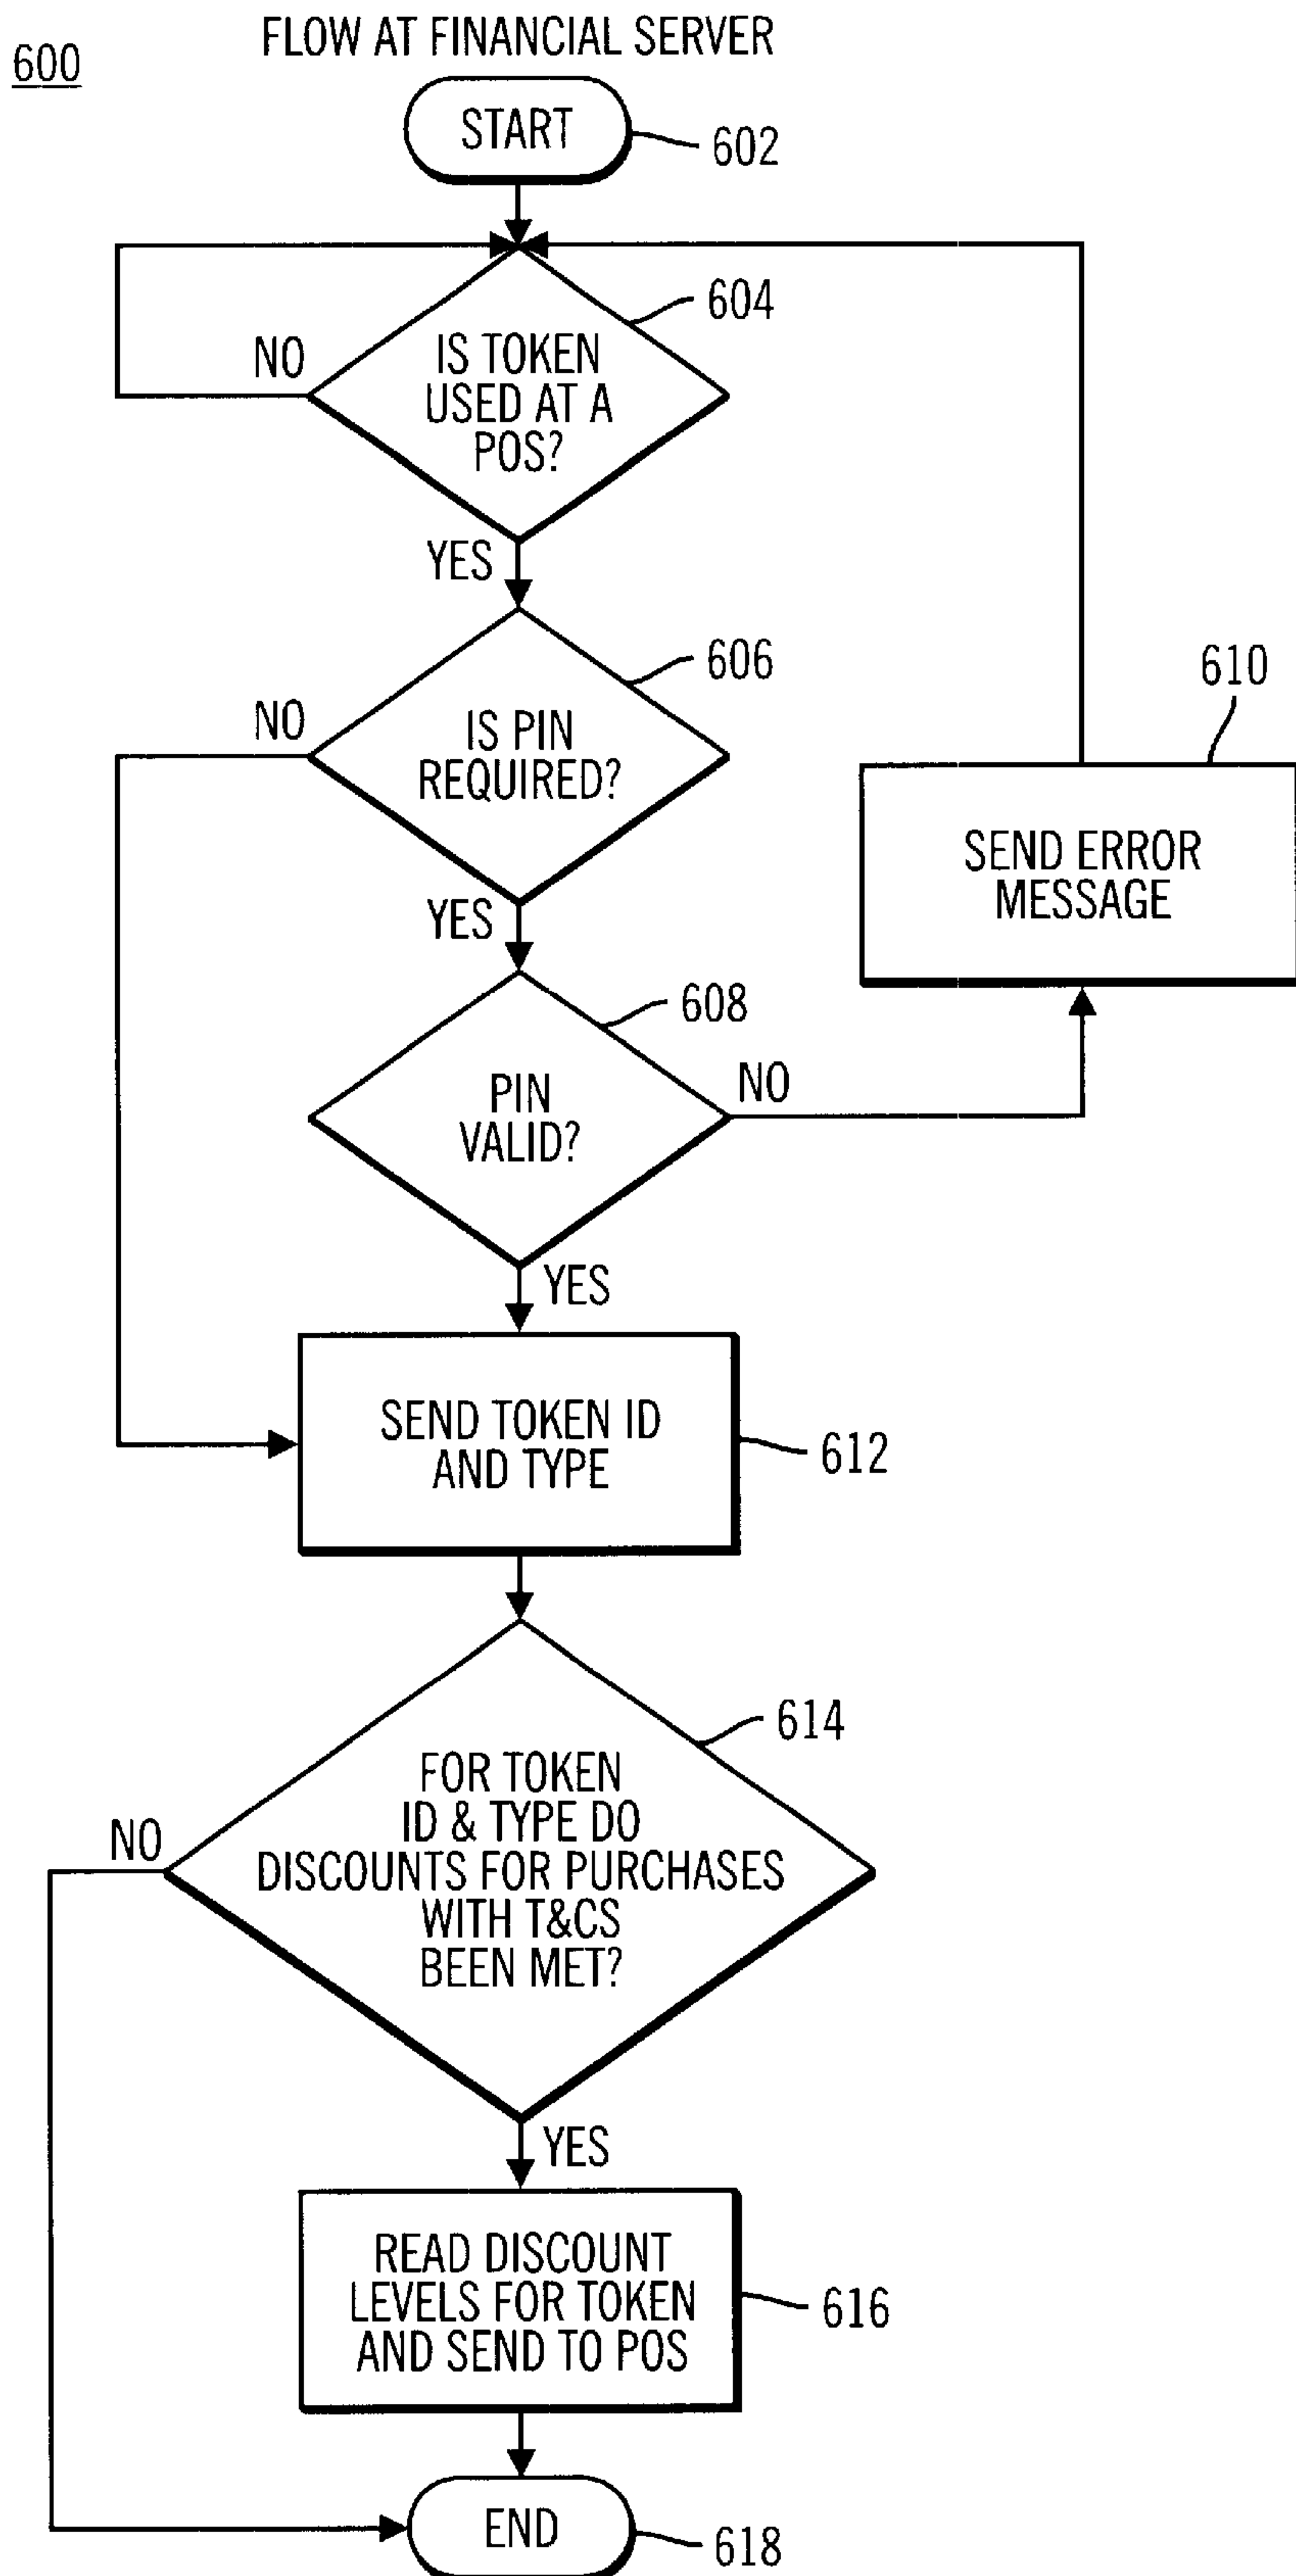 FLOW AT FINANCIAL SERVER
600
START
602
604
NO
IS TOKEN
USED AT A
POS?
YES
606
610
NO
IS PIN
REQUIRED?
SEND ERROR
MESSAGE
YES
608
NO
PIN
VALID?
YES
SEND TOKEN ID
AND TYPE
612
614
FOR TOKEN
ID & TYPE DO
DISCOUNTS FOR PURCHASES
WITH T&CS
BEEN MET?
NO
YES
READ DISCOUNT
LEVELS FOR TOKEN
AND SEND TO POS
616
END
618